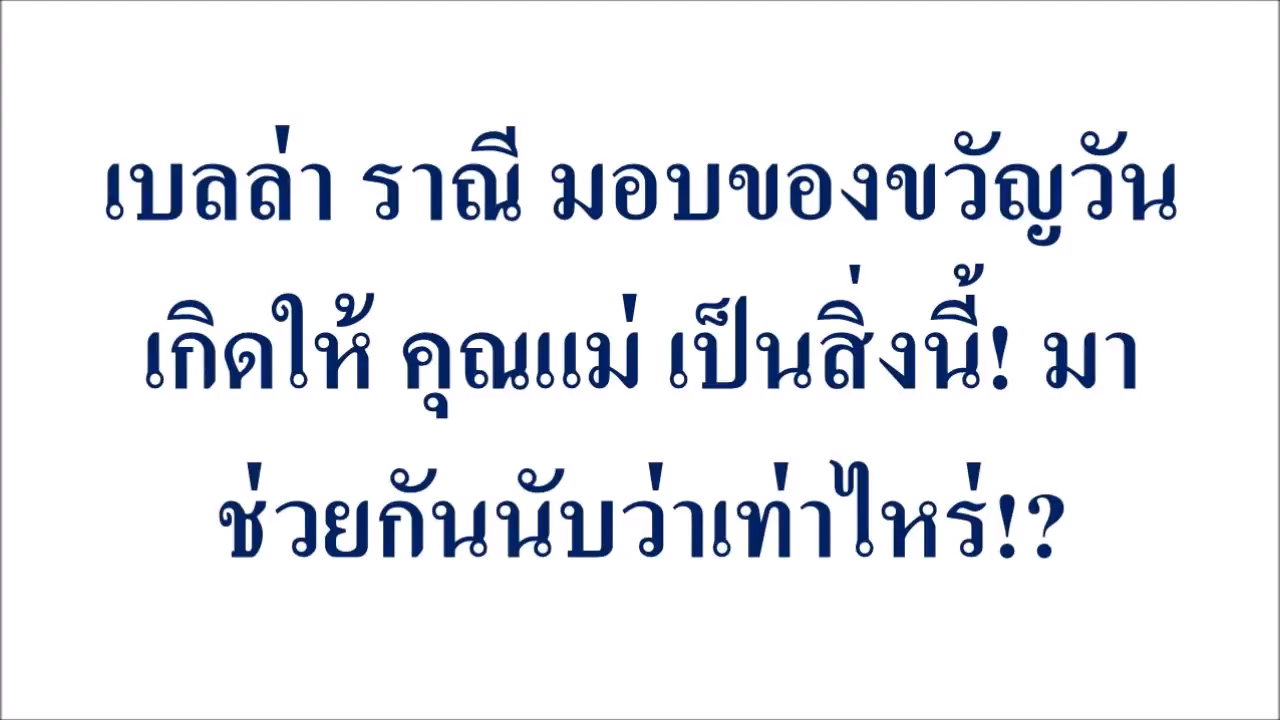 เบลล่า ราณี มอบของขวัญวัน
เกิดให้ คุณแม่ เป็นสิ่งนี้! มา
ช่วยกันนับว่าเท่าไหร่!?